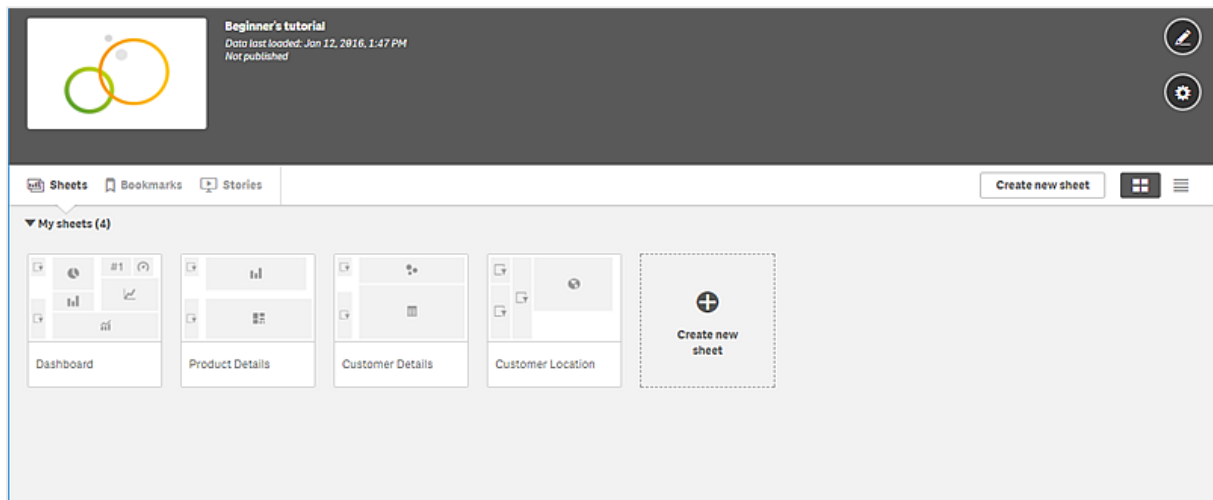 Beginner's tutorial
Data last loaded: Jan 12, 2016, 1:47 PM
Not published
Sheets
Bookmarks
Stories
Create new sheet
My sheets (4)
#1
Dashboard
Product Details
Customer Details
Customer Location
Create new
sheet